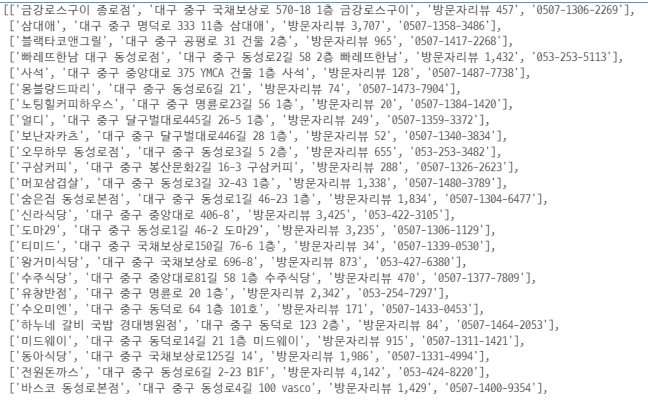 [['금강로스구이 종로점', '대구 중구 국채보상로 570-18 1층 금강로스구이', '방문자리뷰 457', '0507-1306-2269'],
['삼대애', '대구 중구 명덕로 333 11층 삼대애', '방문자리뷰 3,707', '0507-1358-3486'],
['블랙타코앤그릴', '대구 중구 공평로 31 건물 2층', '방문자리뷰 965', '0507-1417-2268'],
['빠레뜨한남 대구 동성로점', '대구 중구 동성로2길 58 2층 빠레뜨한남', '방문자리뷰 1,432', '053-253-5113'],
['사석', '대구 중구 중앙대로 375 YMCA 건물 1층 사석', '방문자리뷰 128', '0507-1487-7738'],
['몽블랑드파리', '대구 중구 동성로6길 21', '방문자리뷰 74', '0507-1473-7904'],
['노팅힐커피하우스', '대구 중구 명륜로23길 56 1층', '방문자리뷰 20', '0507-1384-1420'],
['얼디', '대구 중구 달구벌대로445길 26-5 1층', '방문자리뷰 249', '0507-1359-3372'],
['보난자카츠', '대구 중구 달구벌대로446길 28 1층', '방문자리뷰 52', '0507-1340-3834'],
['오무하무 동성로점', '대구 중구 동성로3길 5 2층', '방문자리뷰 655', '053-253-3482'],
['구삼커피', '대구 중구 봉산문화2길 16-3 구삼커피', '방문자리뷰 288', '0507-1326-2623'],
['머꼬삼겹살', '대구 중구 동성로3길 32-43 1층', '방문자리뷰 1,338', '0507-1480-3789'],
['숨은집 동성로본점', '대구 중구 동성로1길 46-23 1층', '방문자리뷰 1,834', '0507-1304-6477'],
['신라식당', '대구 중구 중앙대로 406-8', '방문자리뷰 3,425', '053-422-3105'],
['도마29', '대구 중구 동성로1길 46-2 도마29', '방문자리뷰 3,235', '0507-1306-1129'],
['티미드', '대구 중구 국채보상로150길 76-6 1층', '방문자리뷰 34', '0507-1339-0530'],
['왕거미식당', '대구 중구 국채보상로 696-8', '방문자리뷰 873', '053-427-6380'],
['수주식당', '대구 중구 중앙대로81길 58 1층 수주식당', '방문자리뷰 470', '0507-1377-7809'],
['유창반점', '대구 중구 명륜로 20 1층', '방문자리뷰 2,342', '053-254-7297'],
['수오미엔', '대구 중구 동덕로 64 1층 101호', '방문자리뷰 171', '0507-1433-0453'],
['하누네 갈비 국밥 경대병원점', '대구 중구 동덕로 123 2층', '방문자리뷰 84', '0507-1464-2053'],
['미드웨이', '대구 중구 동덕로14길 21 1층 미드웨이', '방문자리뷰 915', '0507-1311-1421'],
['동아식당', '대구 중구 국채보상로125길 14', '방문자리뷰 1,986', '0507-1331-4994'],
['전원돈까스', '대구 중구 동성로6길 2-23 B1F', '방문자리뷰 4,142', '053-424-8220'],
['바스코 동성로본점', '대구 중구 동성로4길 100 vasco', '방문자리뷰 1,429', '0507-1400-9354'],